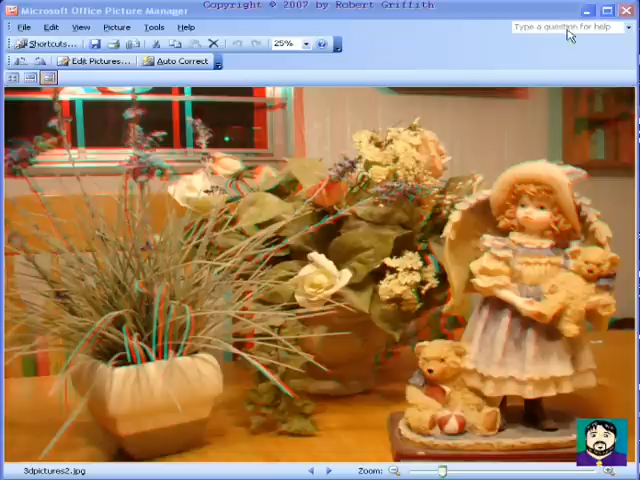 Copyright © 2007 by Robert Griffith
Microsoft Office Picture Manager
File Edit View Picture Tools Help
Type a question for help
Shortcuts...
25%
Edit Pictures...
Auto Correct
3dpictures2.jpg
Zoom: